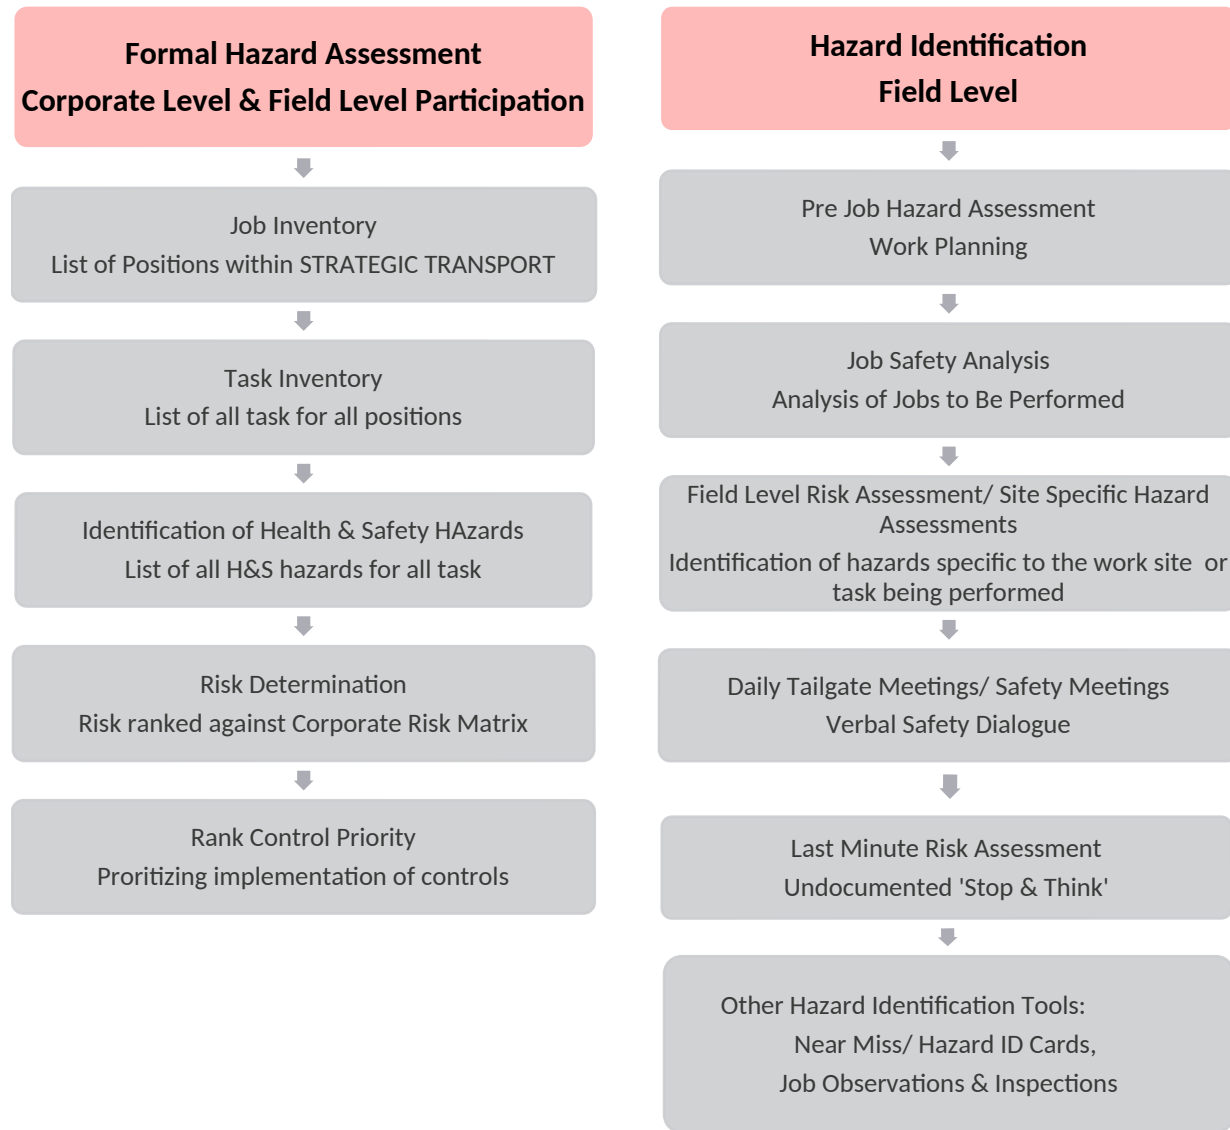 Formal Hazard Assessment
Corporate Level & Field Level Participation
Job Inventory
List of Positions within STRATEGIC TRANSPORT
Task Inventory
List of all task for all positions
Identification of Health & Safety HAzards
List of all H&S hazards for all task
Risk Determination
Risk ranked against Corporate Risk Matrix
Rank Control Priority
Proritizing implementation of controls
Hazard Identification
Field Level
Pre Job Hazard Assessment
Work Planning
Job Safety Analysis
Analysis of Jobs to Be Performed
Field Level Risk Assessment/ Site Specific Hazard
Assessments
Identification of hazards specific to the work site  or
task being performed
Daily Tailgate Meetings/ Safety Meetings
Verbal Safety Dialogue
Last Minute Risk Assessment
Undocumented 'Stop & Think'
Other Hazard Identification Tools:
Near Miss/ Hazard ID Cards,
Job Observations & Inspections